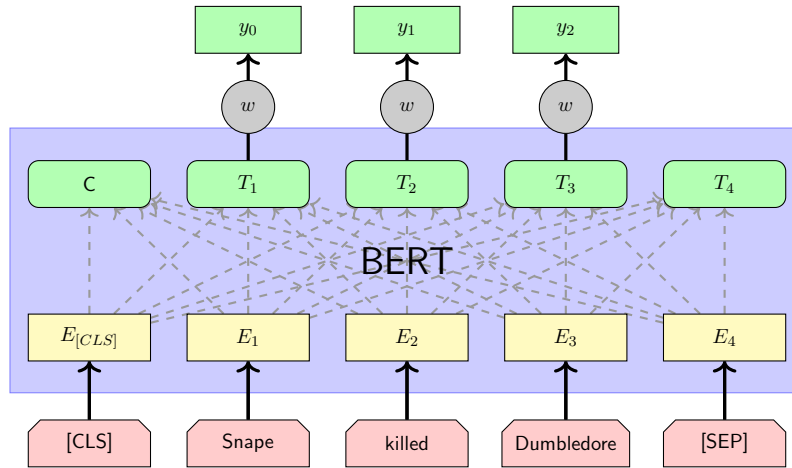 y₀ y₁ y₂
w w w
C T₁ T₂ T₃ T₄
BERT
E[CLS] E₁ E₂ E₃ E₄
[CLS] Snape killed Dumbledore [SEP]